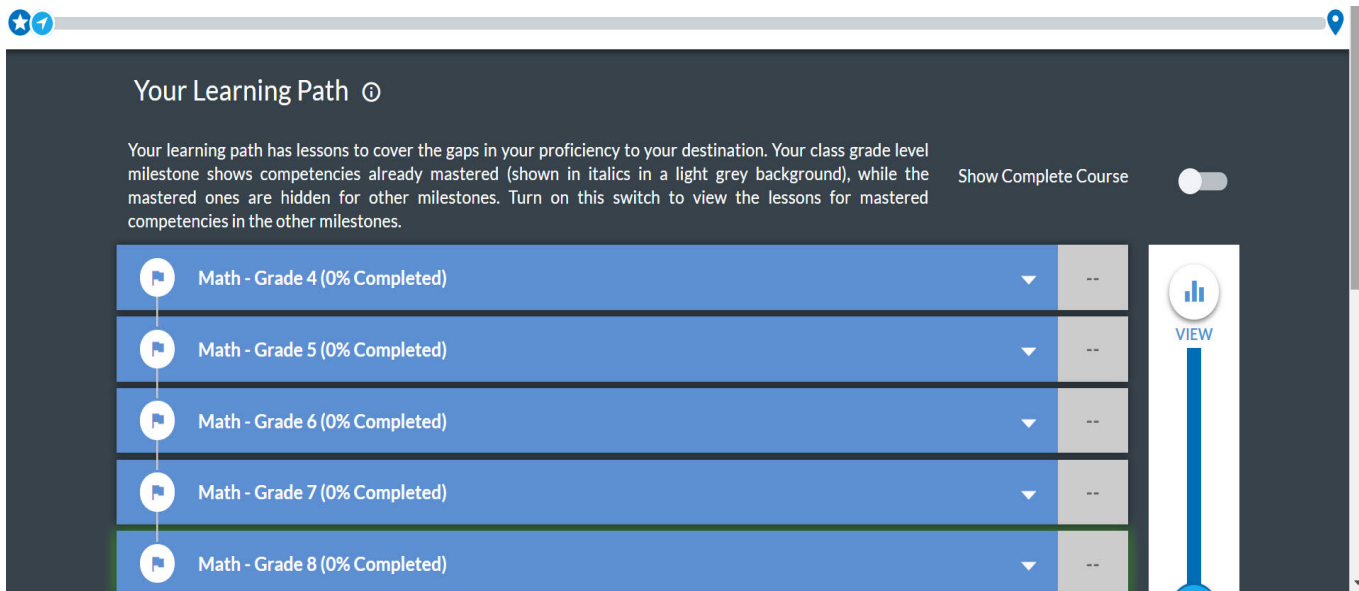 Your Learning Path
Your learning path has lessons to cover the gaps in your proficiency to your destination. Your class grade level
milestone shows competencies already mastered (shown in italics in a light grey background), while the
mastered ones are hidden for other milestones. Turn on this switch to view the lessons for mastered
competencies in the other milestones.
Show Complete Course
Math - Grade 4 (0% Completed)
--
Math - Grade 5 (0% Completed)
--
Math - Grade 6 (0% Completed)
--
Math - Grade 7 (0% Completed)
--
Math - Grade 8 (0% Completed)
--
VIEW